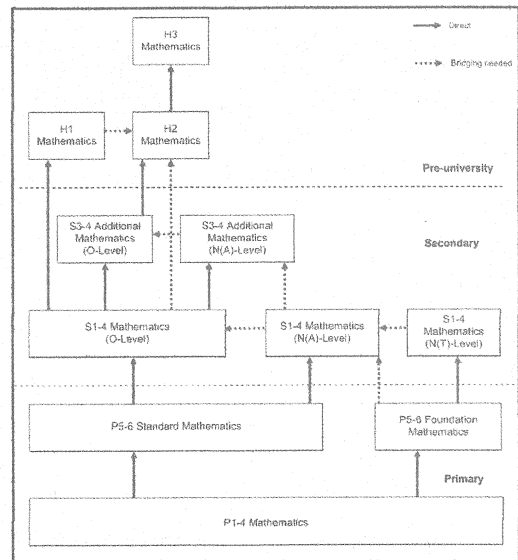 H3
Mathematics
Direct
Bridging needed
H1
Mathematics
H2
Mathematics
Pre-university
S3-4 Additional
Mathematics
(O-Level)
S3-4 Additional
Mathematics
(N(A)-Level)
Secondary
S1-4 Mathematics
(O-Level)
S1-4 Mathematics
(N(A)-Level)
S1-4
Mathematics
(N(T)-Level)
P5-6 Standard Mathematics
P5-6 Foundation
Mathematics
Primary
P1-4 Mathematics